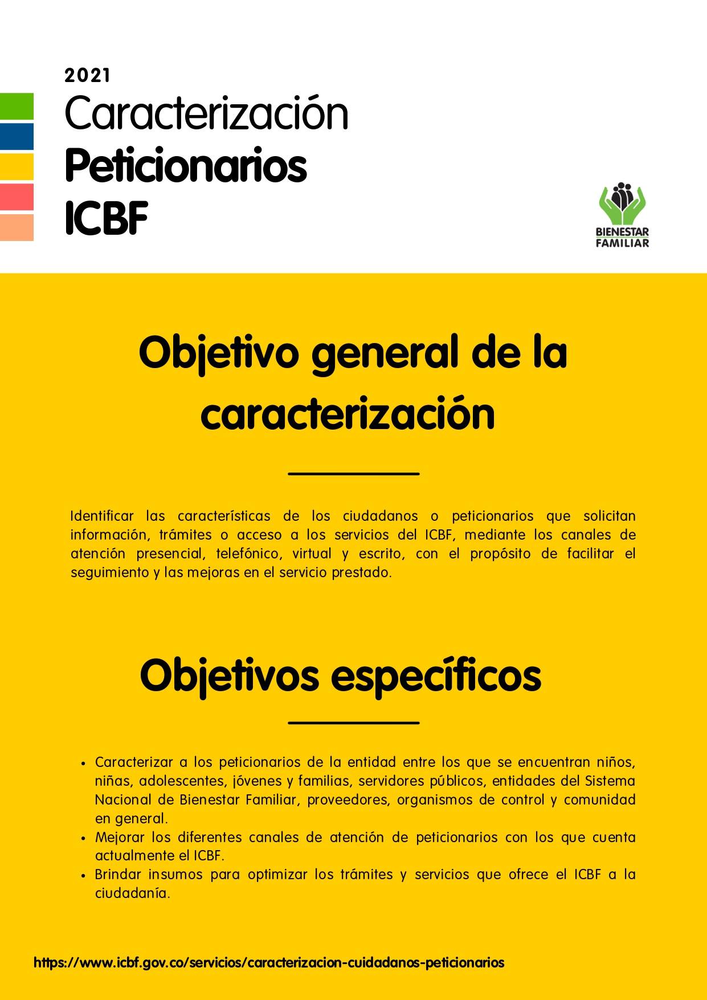 2021
Caracterización
Peticionarios
ICBF
BIENESTAR
FAMILIAR
Objetivo general de la
caracterización
Identificar las características de los ciudadanos o peticionarios que solicitan
información, trámites o acceso a los servicios del ICBF, mediante los canales de
atención presencial, telefónico, virtual y escrito, con el propósito de facilitar el
seguimiento y las mejoras en el servicio prestado.
Objetivos específicos
• Caracterizar a los peticionarios de la entidad entre los que se encuentran niños,
niñas, adolescentes, jóvenes y familias, servidores públicos, entidades del Sistema
Nacional de Bienestar Familiar, proveedores, organismos de control y comunidad
en general.
• Mejorar los diferentes canales de atención de peticionarios con los que cuenta
actualmente el ICBF.
• Brindar insumos para optimizar los trámites y servicios que ofrece el ICBF a la
ciudadanía.
https://www.icbf.gov.co/servicios/caracterizacion-cuidadanos-peticionarios